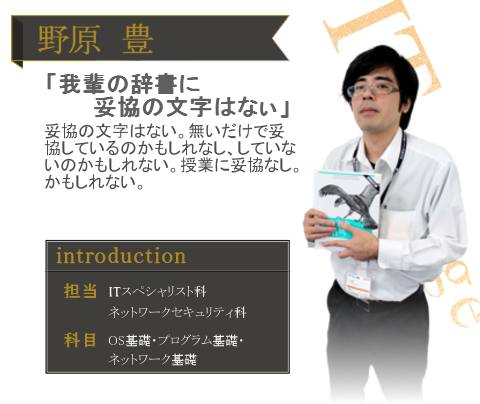 野原 豊
「我輩の辞書に
妥協の文字はない」
妥協の文字はない。無いだけで妥
協しているのかもしれなし、していな
いのかもしれない。授業に妥協なし。
かもしれない。
introduction
担当 ITスペシャリスト科
ネットワークセキュリティ科
科目 OS基礎・プログラム基礎・
ネットワーク基礎
IT
ge